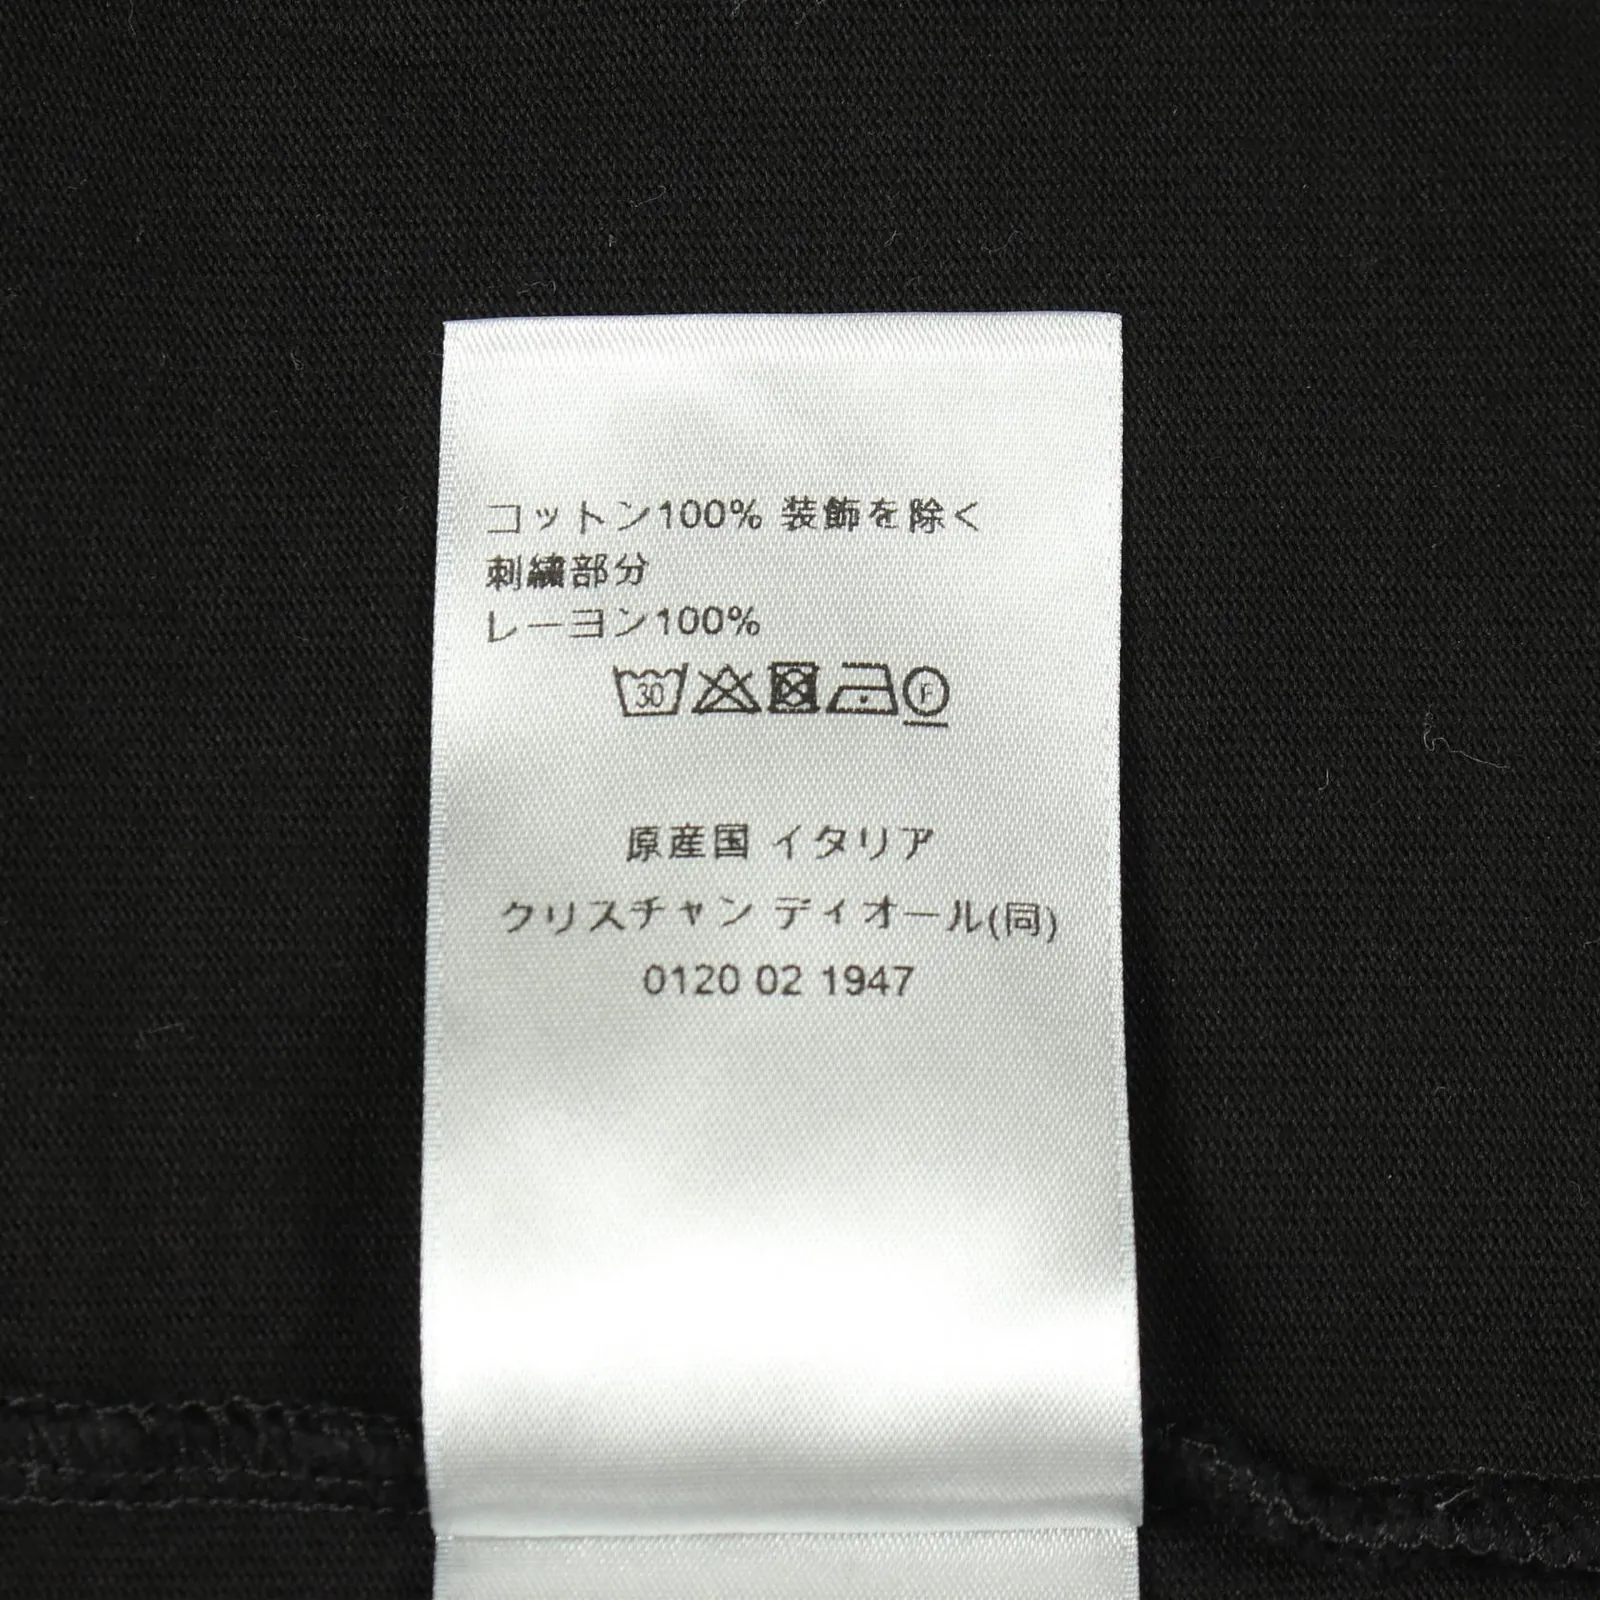 コットン100% 装飾を除く
刺繍部分
レーヨン100%
30 F
原産国 イタリア
クリスチャン ディオール(同)
0120 02 1947